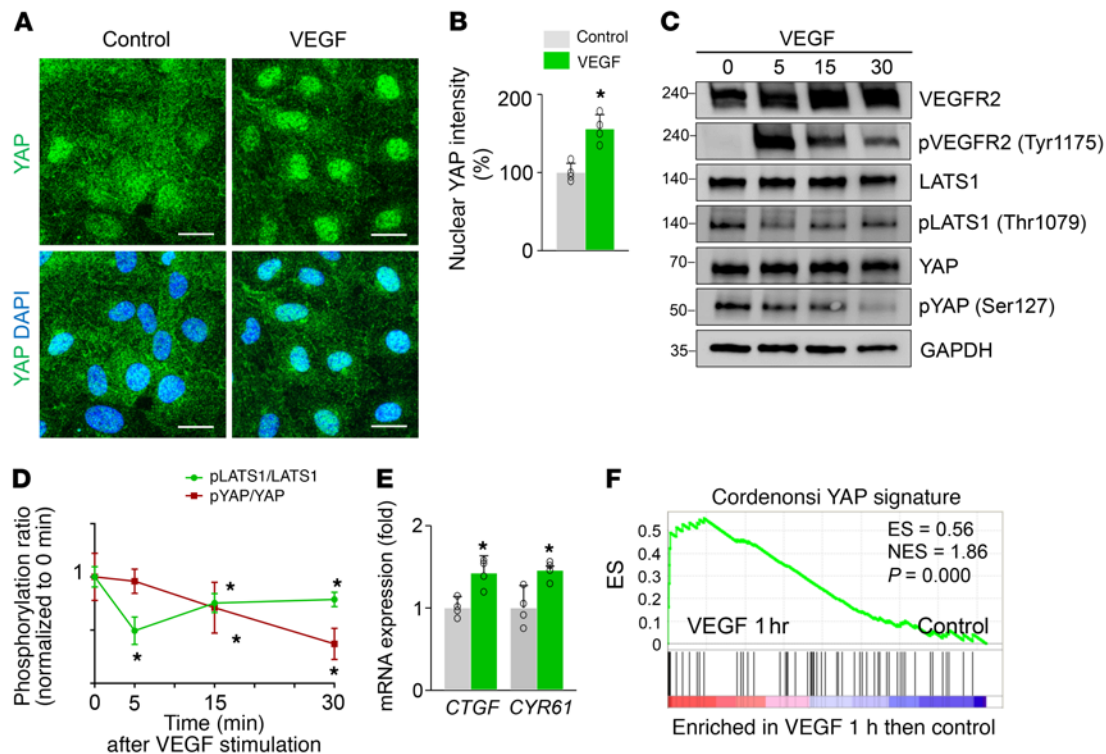 A
Control
VEGF
YAP
YAP DAPI
B
Control
VEGF
Nuclear YAP intensity
(%)
200
100
0
*
C
VEGF
0 5 15 30
240
VEGFR2
240
pVEGFR2 (Tyr1175)
140
LATS1
140
pLATS1 (Thr1079)
70
YAP
50
pYAP (Ser127)
35
GAPDH
D
pLATS1/LATS1
pYAP/YAP
Phosphorylation ratio
(normalized to 0 min)
1
* * *
* *
0 5 15 30
Time (min)
after VEGF stimulation
E
mRNA expression (fold)
2
1
0
* *
CTGF CYR61
F
Cordenonsi YAP signature
ES
0.5
0.4
0.3
0.2
0.1
0
ES = 0.56
NES = 1.86
P = 0.000
VEGF 1hr
Control
Enriched in VEGF 1 h then control